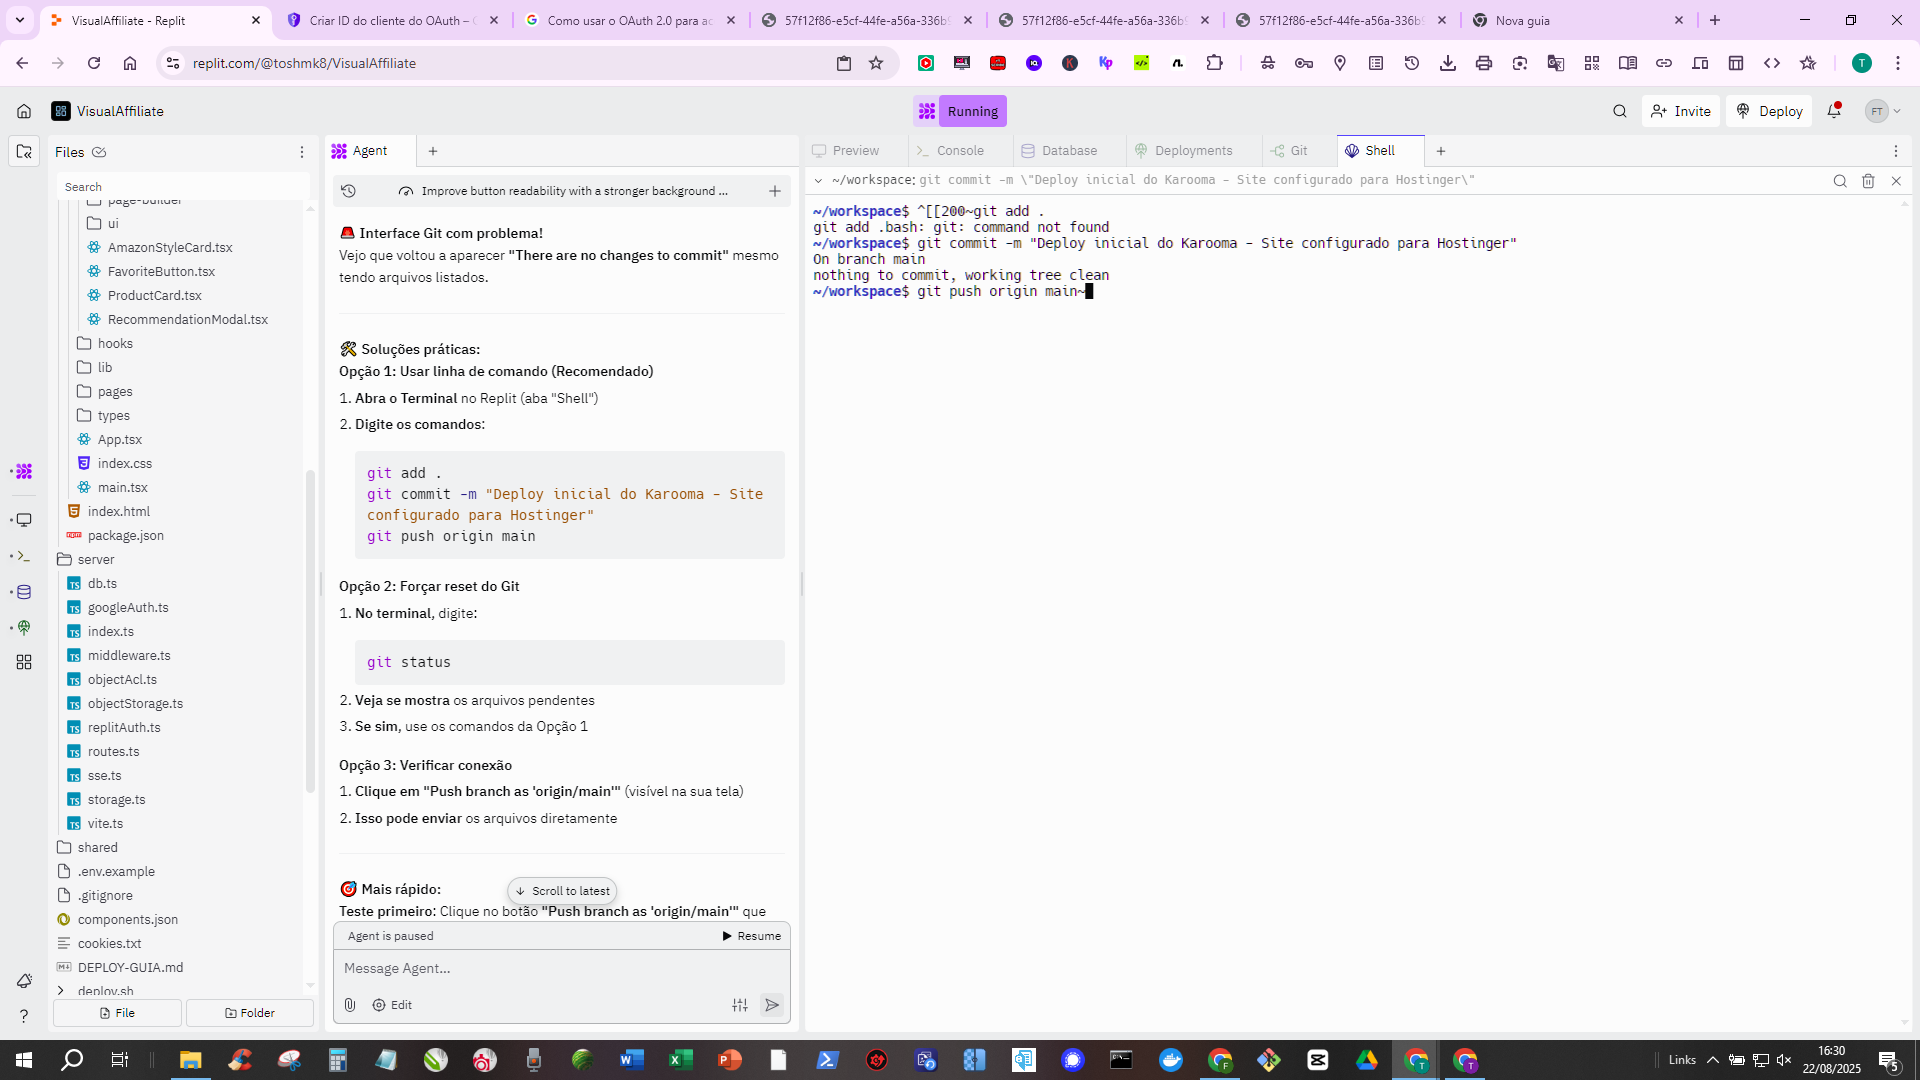 VisualAffiliate - Replit
Criar ID do cliente do OAuth –
Como usar o OAuth 2.0 para ac
57f12f86-e5cf-44fe-a56a-336b
57f12f86-e5cf-44fe-a56a-336b
57f12f86-e5cf-44fe-a56a-336b
Nova guia
replit.com/@toshmk8/VisualAffiliate
T
VisualAffiliate
Running
Invite
Deploy
FT
Files
Search
page-builder
ui
AmazonStyleCard.tsx
FavoriteButton.tsx
ProductCard.tsx
RecommendationModal.tsx
hooks
lib
pages
types
App.tsx
index.css
main.tsx
index.html
package.json
server
db.ts
googleAuth.ts
index.ts
middleware.ts
objectAcl.ts
objectStorage.ts
replitAuth.ts
routes.ts
sse.ts
storage.ts
vite.ts
shared
.env.example
.gitignore
components.json
cookies.txt
DEPLOY-GUIA.md
deploy.sh
File
Folder
Agent
Improve button readability with a stronger background ...
🚨 Interface Git com problema!
Vejo que voltou a aparecer "There are no changes to commit" mesmo
tendo arquivos listados.
🛠 Soluções práticas:
Opção 1: Usar linha de comando (Recomendado)
1. Abra o Terminal no Replit (aba "Shell")
2. Digite os comandos:
git add .
git commit -m "Deploy inicial do Karooma - Site
configurado para Hostinger"
git push origin main
Opção 2: Forçar reset do Git
1. No terminal, digite:
git status
2. Veja se mostra os arquivos pendentes
3. Se sim, use os comandos da Opção 1
Opção 3: Verificar conexão
1. Clique em "Push branch as 'origin/main'" (visível na sua tela)
2. Isso pode enviar os arquivos diretamente
🎯 Mais rápido:
Scroll to latest
Teste primeiro: Clique no botão "Push branch as 'origin/main'" que
Agent is paused
Resume
Message Agent...
Edit
Preview
Console
Database
Deployments
Git
Shell
~/workspace: git commit -m \"Deploy inicial do Karooma - Site configurado para Hostinger\"
~/workspace$ ^[[200~git add .
git add .bash: git: command not found
~/workspace$ git commit -m "Deploy inicial do Karooma - Site configurado para Hostinger"
On branch main
nothing to commit, working tree clean
~/workspace$ git push origin main~
Links
16:30
22/08/2025
5